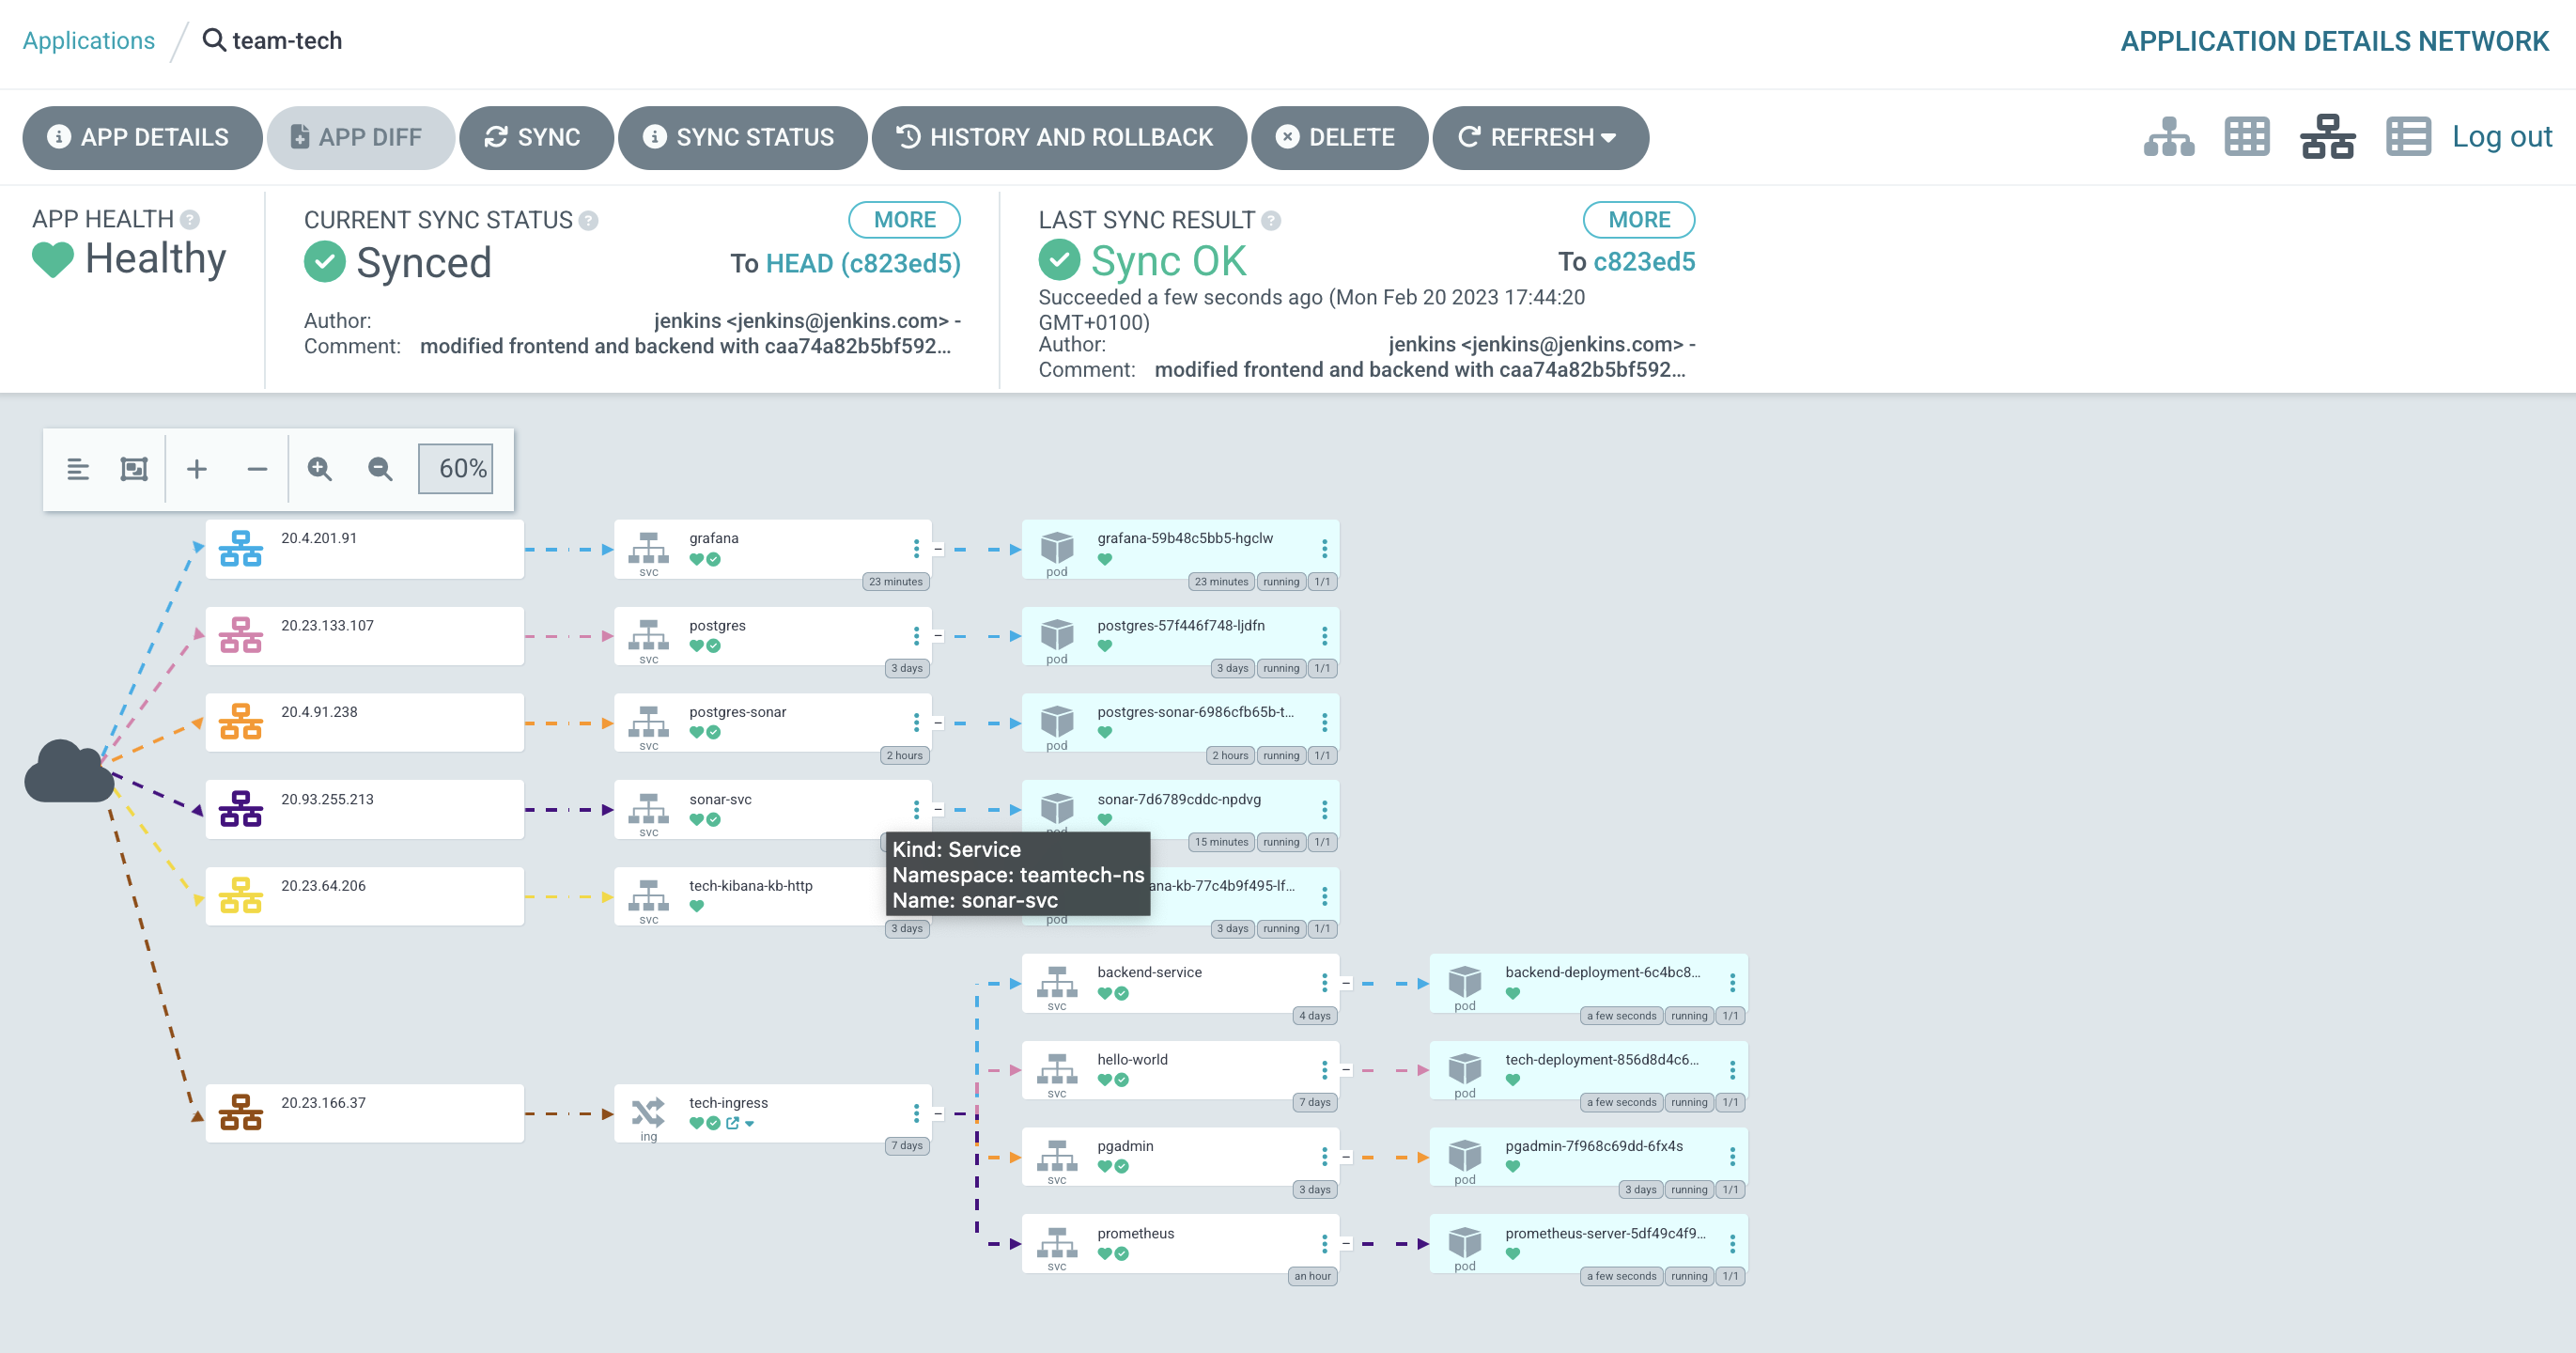 Applications
team-tech
APPLICATION DETAILS NETWORK
APP DETAILS
APP DIFF
SYNC
SYNC STATUS
HISTORY AND ROLLBACK
DELETE
REFRESH
Log out
APP HEALTH
Healthy
CURRENT SYNC STATUS
MORE
Synced
To HEAD (c823ed5)
Author: jenkins <jenkins@jenkins.com> -
Comment: modified frontend and backend with caa74a82b5bf592...
LAST SYNC RESULT
MORE
Sync OK
To c823ed5
Succeeded a few seconds ago (Mon Feb 20 2023 17:44:20
GMT+0100)
Author: jenkins <jenkins@jenkins.com> -
Comment: modified frontend and backend with caa74a82b5bf592...
60%
20.4.201.91
grafana
svc
23 minutes
grafana-59b48c5bb5-hgclw
pod
23 minutes running 1/1
20.23.133.107
postgres
svc
3 days
postgres-57f446f748-ljdfn
pod
3 days running 1/1
20.4.91.238
postgres-sonar
svc
2 hours
postgres-sonar-6986cfb65b-t...
pod
2 hours running 1/1
20.93.255.213
sonar-svc
svc
sonar-7d6789cddc-npdvg
15 minutes running 1/1
Kind: Service
Namespace: teamtech-ns
Name: sonar-svc
20.23.64.206
tech-kibana-kb-http
svc
3 days
ana-kb-77c4b9f495-lf...
pod
3 days running 1/1
backend-service
svc
4 days
backend-deployment-6c4bc8...
pod
a few seconds running 1/1
hello-world
svc
7 days
tech-deployment-856d8d4c6...
pod
a few seconds running 1/1
20.23.166.37
tech-ingress
ing
7 days
pgadmin
svc
3 days
pgadmin-7f968c69dd-6fx4s
pod
3 days running 1/1
prometheus
svc
an hour
prometheus-server-5df49c4f9...
pod
a few seconds running 1/1